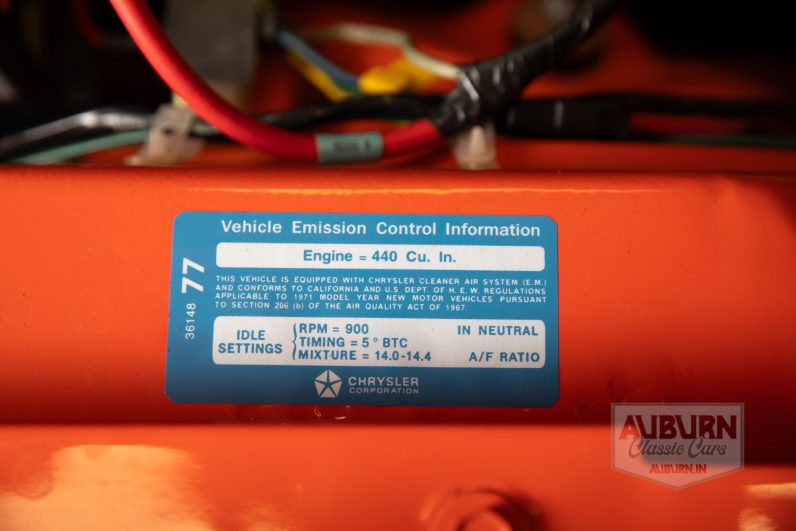 Vehicle Emission Control Information
Engine = 440 Cu. In.
THIS VEHICLE IS EQUIPPED WITH CHRYSLER CLEANER AIR SYSTEM (E.M.)
AND CONFORMS TO CALIFORNIA AND U.S. DEPT. OF H.E.W. REGULATIONS
APPLICABLE TO 1971 MODEL YEAR NEW MOTOR VEHICLES PURSUANT
TO SECTION 206 (b) OF THE AIR QUALITY ACT OF 1967
36148 77
IDLE SETTINGS
RPM = 900 IN NEUTRAL
TIMING = 5° BTC
MIXTURE = 14.0-14.4 A/F RATIO
CHRYSLER
CORPORATION
AUBURN
Classic Cars
AUBURN.IN